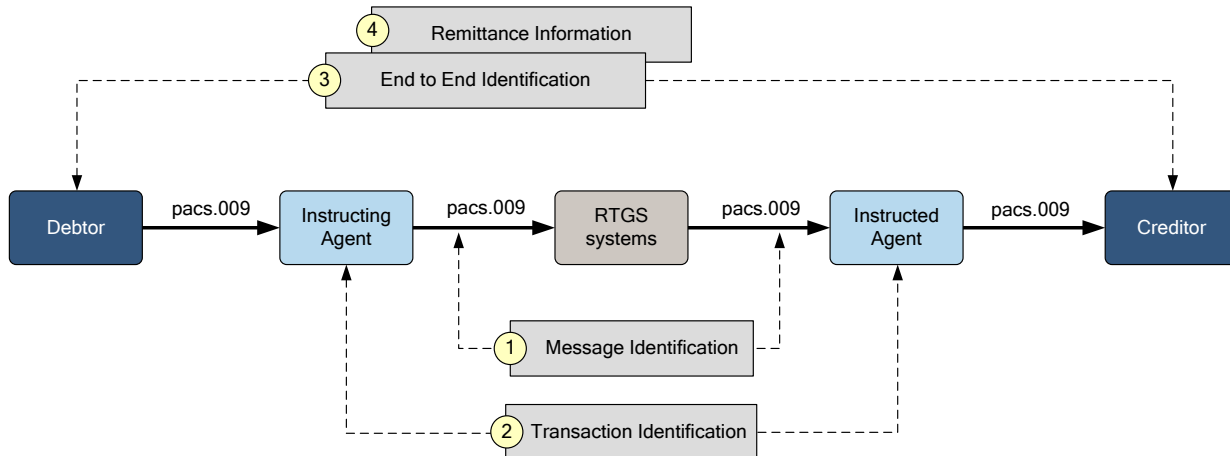 4
Remittance Information
3
End to End Identification
pacs.009
pacs.009
pacs.009
pacs.009
Debtor
Instructing
Agent
RTGS
systems
Instructed
Agent
Creditor
1
Message Identification
2
Transaction Identification